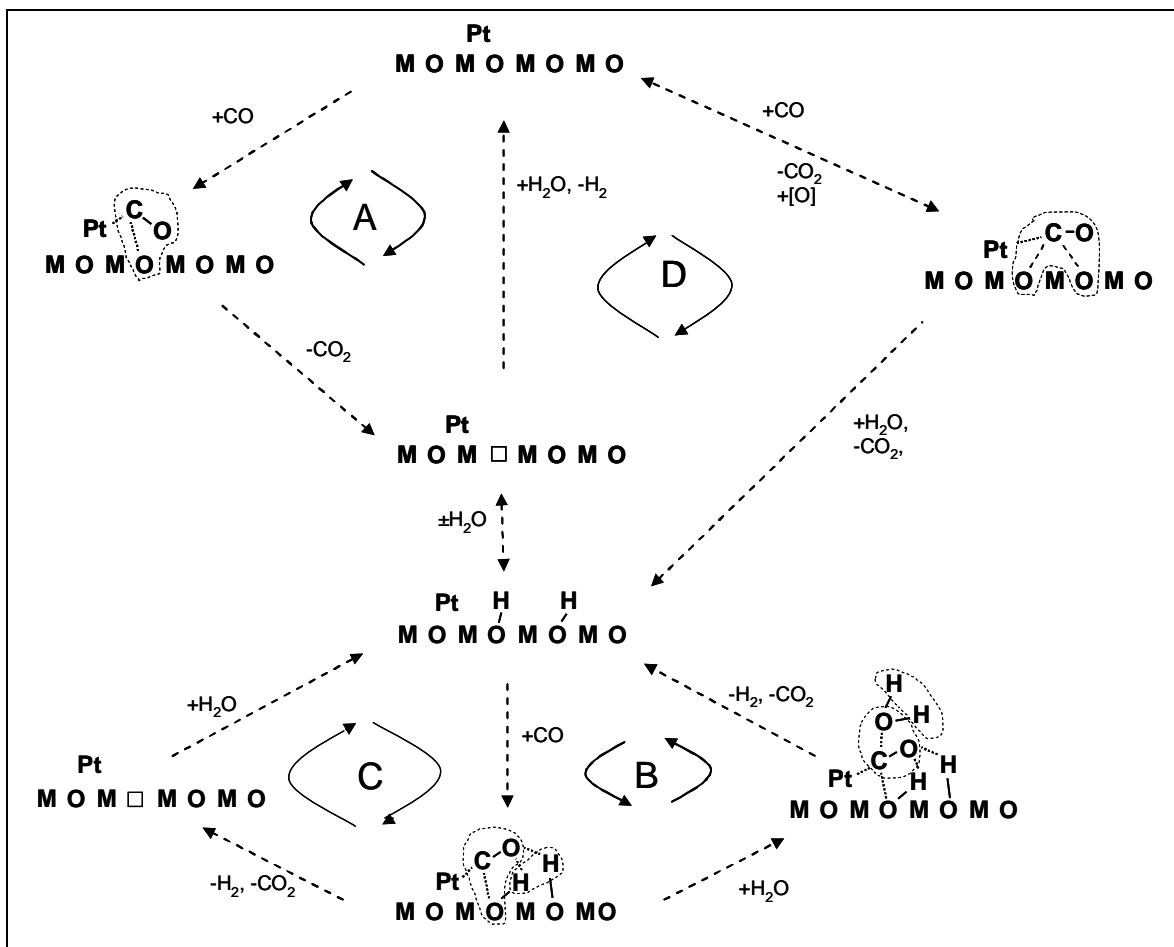 Pt
M O M O M O M O
+CO
+CO
-CO2
+[O]
+H2O, -H2
A
C
O
Pt
M O M O M O M O
D
Pt
C-O
M O M O M O M O
-CO2
Pt
M O M □ M O M O
+H2O,
-CO2,
±H2O
Pt H H
M O M O M O M O
+H2O
+CO
-H2, -CO2
C
B
Pt
M O M □ M O M O
H
O H
C O H
Pt H
M O M O M O M O
-H2, -CO2
C O H
Pt H
M O M O M O MO
+H2O